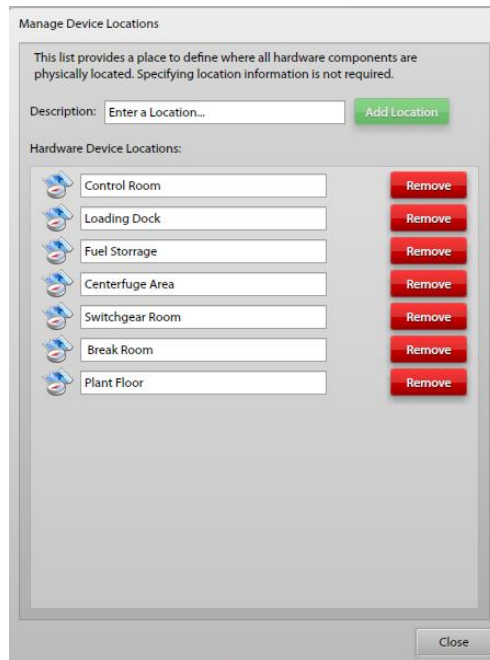 Manage Device Locations
This list provides a place to define where all hardware components are
physically located. Specifying location information is not required.
Description: Enter a Location... Add Location
Hardware Device Locations:
Control Room Remove
Loading Dock Remove
Fuel Storrage Remove
Centerfuge Area Remove
Switchgear Room Remove
Break Room Remove
Plant Floor Remove
Close